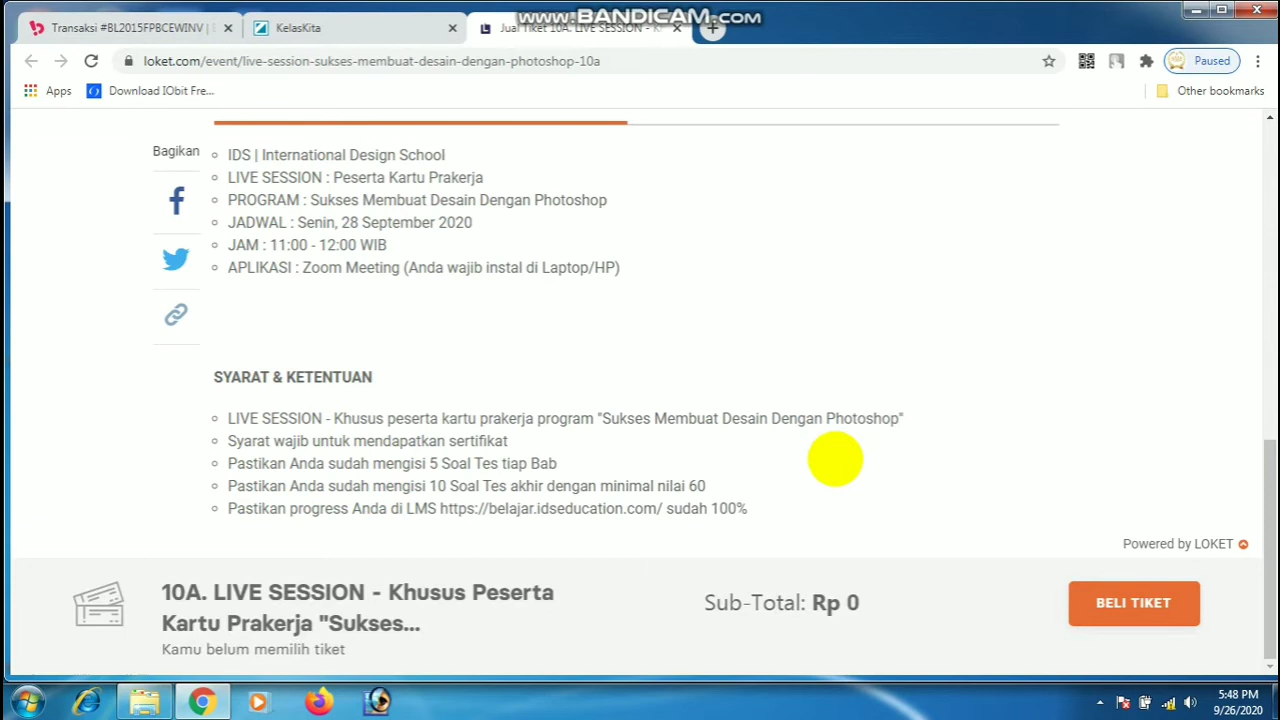 www.BANDICAM.com
Transaksi #BL2015FPBCEWINV |
KelasKita
Jual Tiket 10A. LIVE SESSION -
loket.com/event/live-session-sukses-membuat-desain-dengan-photoshop-10a
Paused
Apps
Download IObit Fre...
Other bookmarks
Bagikan
IDS | International Design School
LIVE SESSION : Peserta Kartu Prakerja
PROGRAM : Sukses Membuat Desain Dengan Photoshop
JADWAL : Senin, 28 September 2020
JAM : 11:00 - 12:00 WIB
APLIKASI : Zoom Meeting (Anda wajib instal di Laptop/HP)
SYARAT & KETENTUAN
LIVE SESSION - Khusus peserta kartu prakerja program "Sukses Membuat Desain Dengan Photoshop"
Syarat wajib untuk mendapatkan sertifikat
Pastikan Anda sudah mengisi 5 Soal Tes tiap Bab
Pastikan Anda sudah mengisi 10 Soal Tes akhir dengan minimal nilai 60
Pastikan progress Anda di LMS https://belajar.idseducation.com/ sudah 100%
Powered by LOKET
10A. LIVE SESSION - Khusus Peserta
Kartu Prakerja "Sukses...
Kamu belum memilih tiket
Sub-Total: Rp 0
BELI TIKET
5:48 PM
9/26/2020